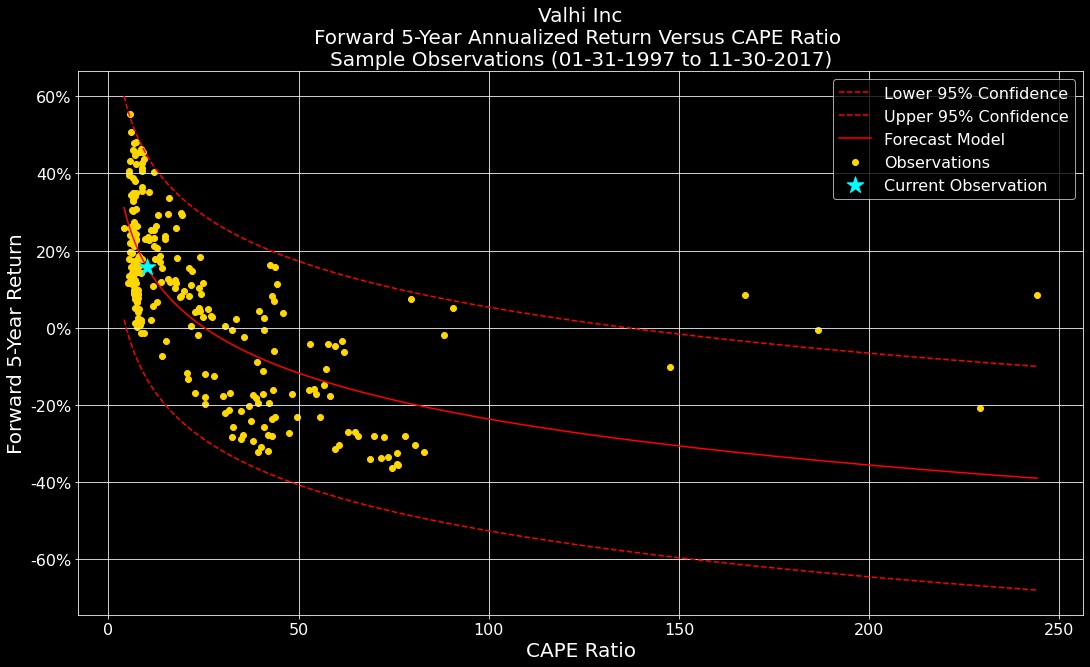 Valhi Inc
Forward 5-Year Annualized Return Versus CAPE Ratio
Sample Observations (01-31-1997 to 11-30-2017)
Lower 95% Confidence
Upper 95% Confidence
Forecast Model
Observations
Current Observation
Forward 5-Year Return
60%
40%
20%
0%
-20%
-40%
-60%
0
50
100
150
200
250
CAPE Ratio